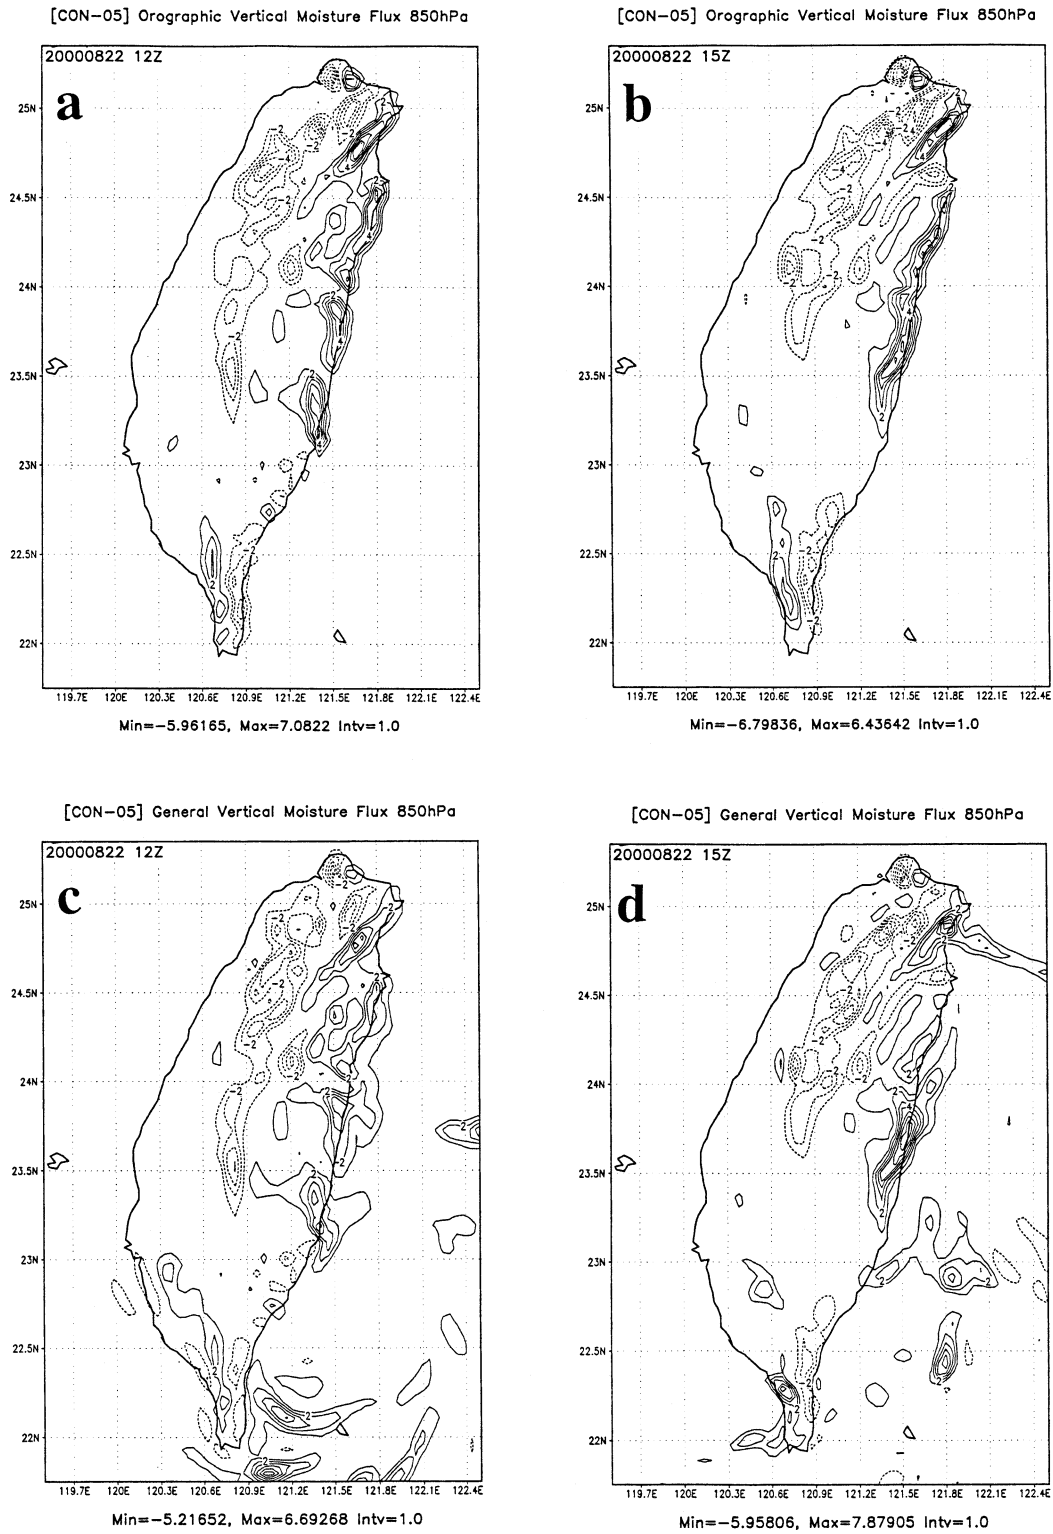 [CON-05] Orographic Vertical Moisture Flux 850hPa
20000822 12Z
a
25N
24.5N
24N
23.5N
23N
22.5N
22N
119.7E 120E 120.3E 120.6E 120.9E 121.2E 121.5E 121.8E 122.1E 122.4E
Min=-5.96165, Max=7.0822 Intv=1.0
[CON-05] Orographic Vertical Moisture Flux 850hPa
20000822 15Z
b
25N
24.5N
24N
23.5N
23N
22.5N
22N
119.7E 120E 120.3E 120.6E 120.9E 121.2E 121.5E 121.8E 122.1E 122.4E
Min=-6.79836, Max=6.43642 Intv=1.0
[CON-05] General Vertical Moisture Flux 850hPa
20000822 12Z
c
25N
24.5N
24N
23.5N
23N
22.5N
22N
119.7E 120E 120.3E 120.6E 120.9E 121.2E 121.5E 121.8E 122.1E 122.4E
Min=-5.21652, Max=6.69268 Intv=1.0
[CON-05] General Vertical Moisture Flux 850hPa
20000822 15Z
d
25N
24.5N
24N
23.5N
23N
22.5N
22N
119.7E 120E 120.3E 120.6E 120.9E 121.2E 121.5E 121.8E 122.1E 122.4E
Min=-5.95806, Max=7.87905 Intv=1.0